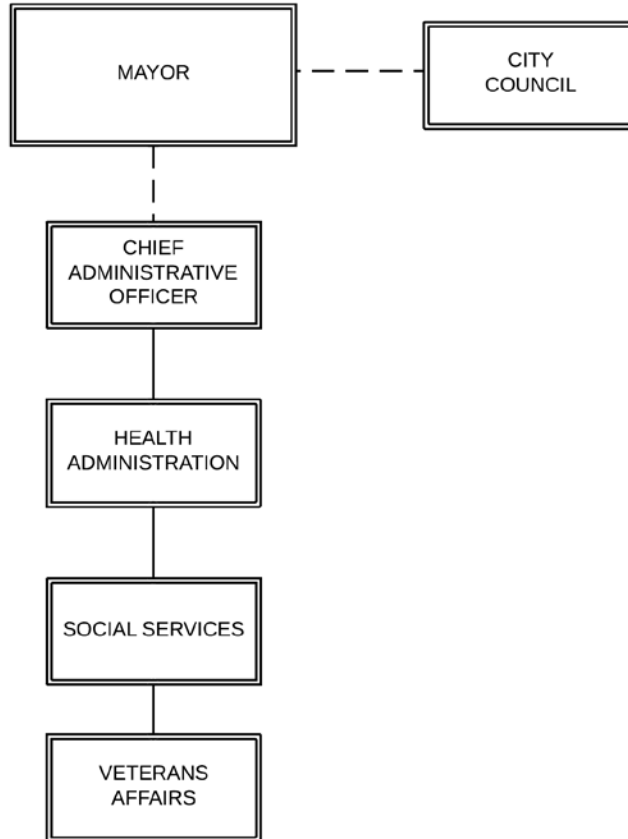 MAYOR
CITY
COUNCIL
CHIEF
ADMINISTRATIVE
OFFICER
HEALTH
ADMINISTRATION
SOCIAL SERVICES
VETERANS
AFFAIRS